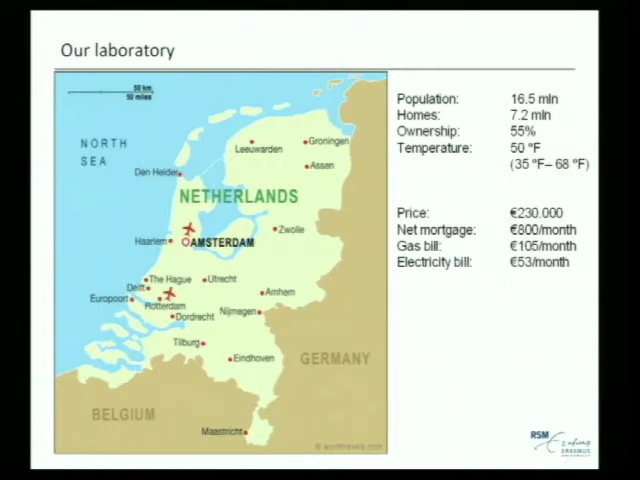 Our laboratory
50 km
50 miles
NORTH
SEA
Leeuwarden
Groningen
Assen
Den Helder
NETHERLANDS
Zwolle
Haarlem
AMSTERDAM
The Hague
Utrecht
Delft
Europoort
Rotterdam
Arnhem
Dordrecht
Nijmegen
Tilburg
Eindhoven
GERMANY
BELGIUM
Maastricht
© worldtravels.com
Population: 16.5 mln
Homes: 7.2 mln
Ownership: 55%
Temperature: 50 °F
(35 °F– 68 °F)
Price: €230.000
Net mortgage: €800/month
Gas bill: €105/month
Electricity bill: €53/month
RSM
Erasmus
ERASMUS
UNIVERSITY